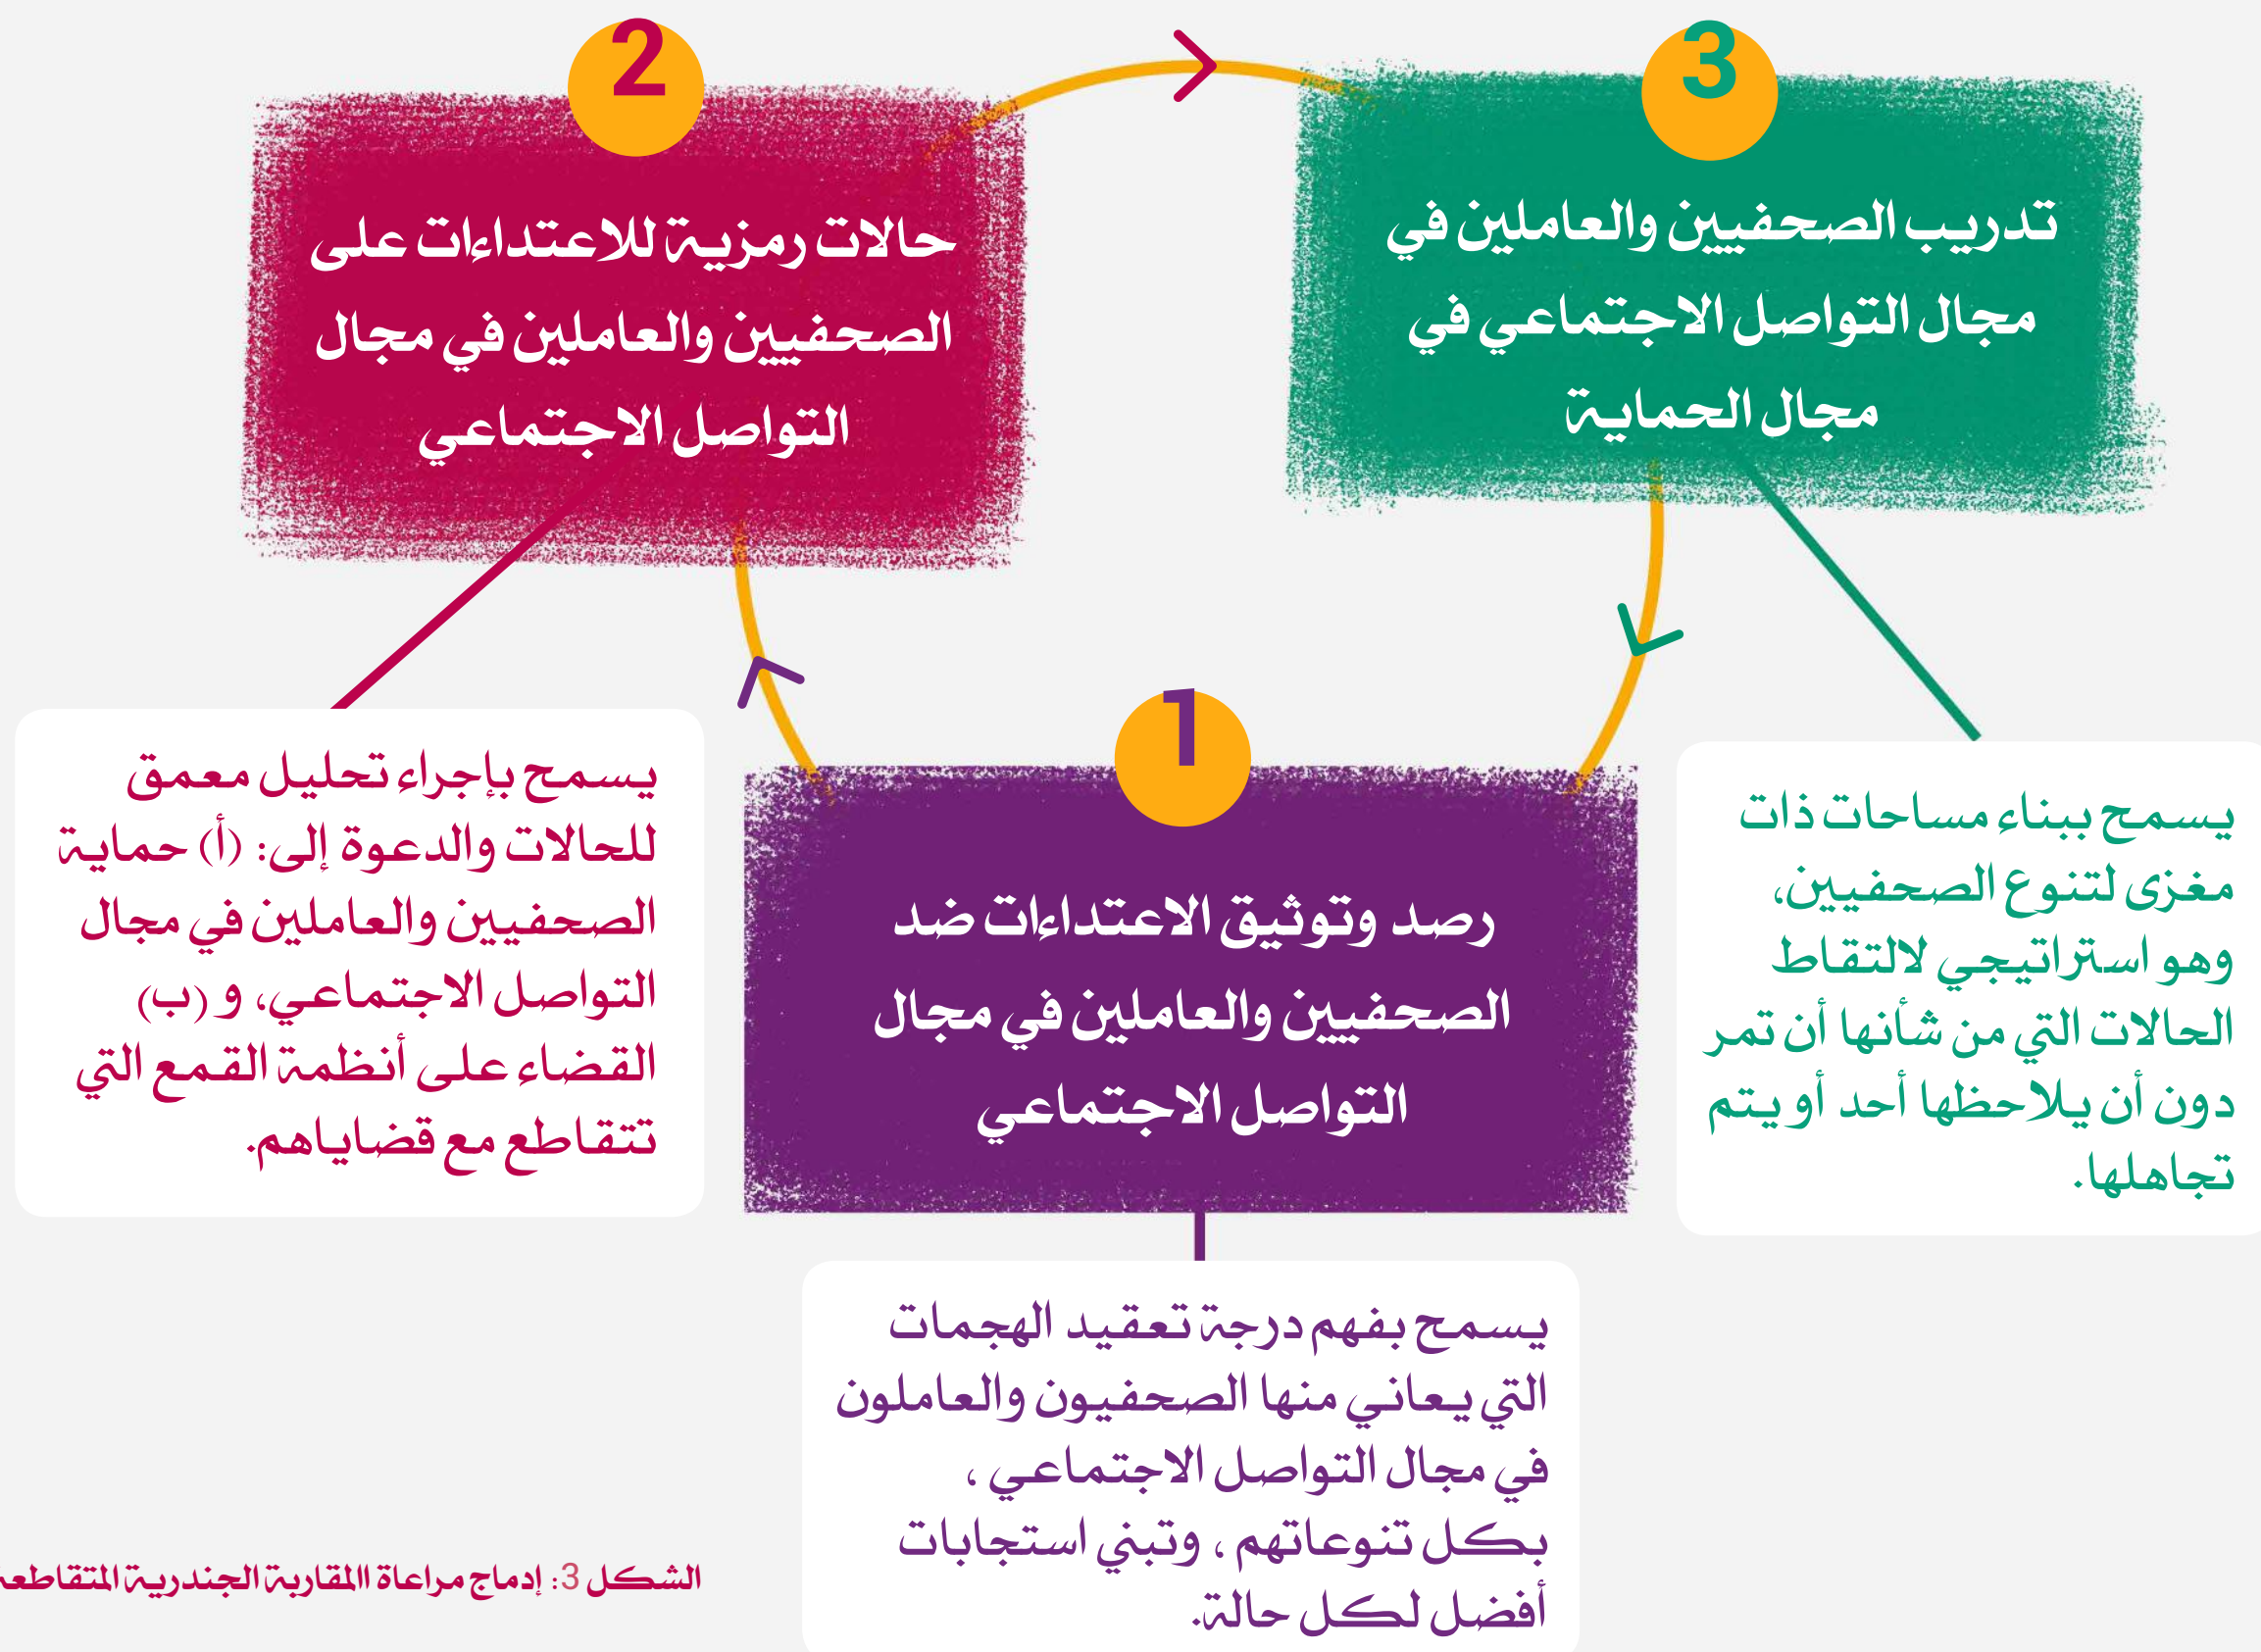 2
حالات رمزية للاعتداءات على
الصحفيين والعاملين في مجال
التواصل الاجتماعي
3
تدريب الصحفيين والعاملين في
مجال التواصل الاجتماعي في
مجال الحماية
1
رصد وتوثيق الاعتداءات ضد
الصحفيين والعاملين في مجال
التواصل الاجتماعي
يسمح بإجراء تحليل معمق
للحالات والدعوة إلى: (أ) حماية
الصحفيين والعاملين في مجال
التواصل الاجتماعي، و (ب)
القضاء على أنظمة القمع التي
تتقاطع مع قضاياهم.
يسمح ببناء مساحات ذات
مغزى لتنوع الصحفيين،
وهو استراتيجي لالتقاط
الحالات التي من شأنها أن تمر
دون أن يلاحظها أحد أو يتم
تجاهلها.
يسمح بفهم درجة تعقيد الهجمات
التي يعاني منها الصحفيون والعاملون
في مجال التواصل الاجتماعي ،
بكل تنوعاتهم ، وتبني استجابات
أفضل لكل حالة.
الشكل 3: إدماج مراعاة االمقاربة الجندرية المتقاطعة